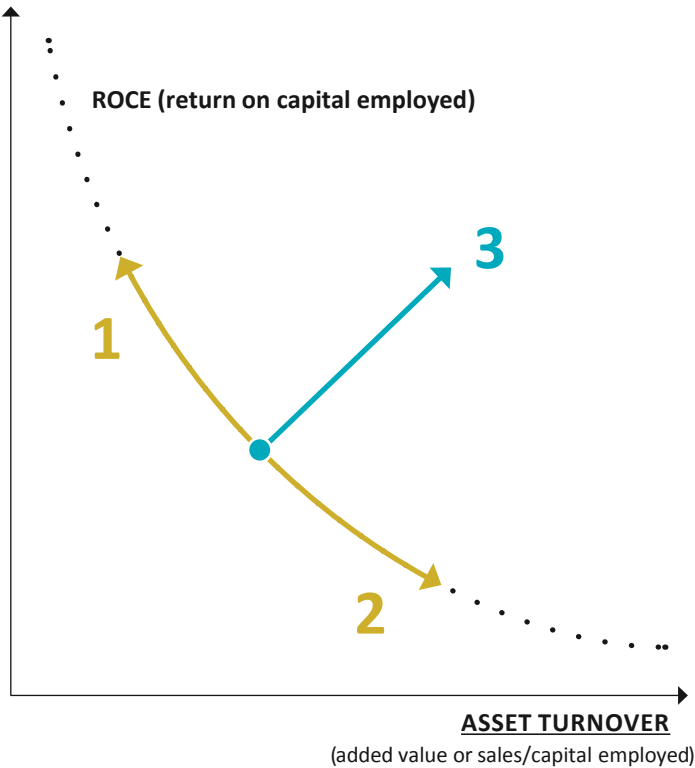 ROCE (return on capital employed)
3
1
2
ASSET TURNOVER
(added value or sales/capital employed)